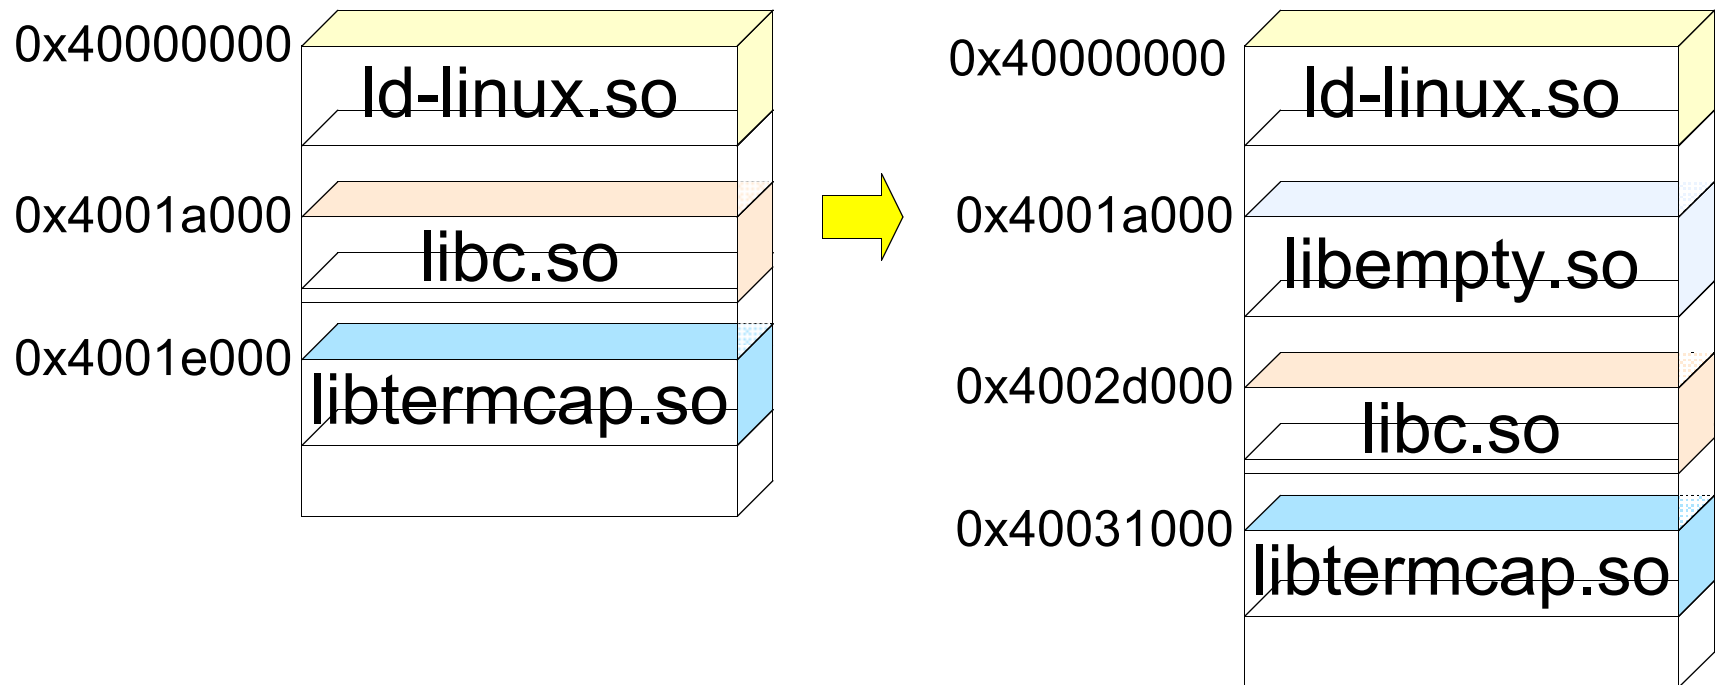 0x40000000
ld-linux.so
0x4001a000
libc.so
0x4001e000
libtermcap.so
0x40000000
ld-linux.so
0x4001a000
libempty.so
0x4002d000
libc.so
0x40031000
libtermcap.so